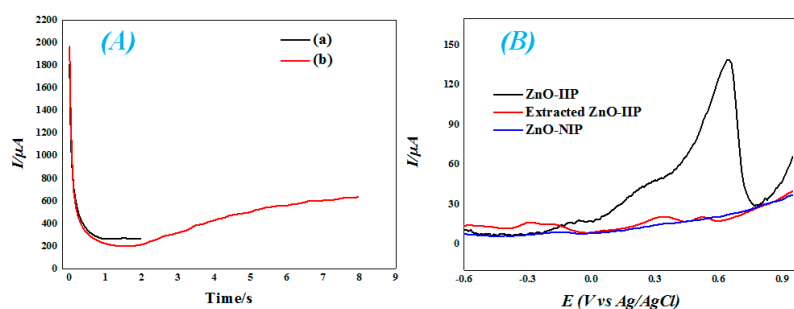 (A)
(a)
(b)
2200
2000
1800
1600
1400
1200
1000
800
600
400
200
0
0 1 2 3 4 5 6 7 8 9
I/μA
Time/s
(B)
ZnO-IIP
Extracted ZnO-IIP
ZnO-NIP
150
120
90
60
30
0
-0.6 -0.3 0.0 0.3 0.6 0.9
I/μA
E (V vs Ag/AgCl)